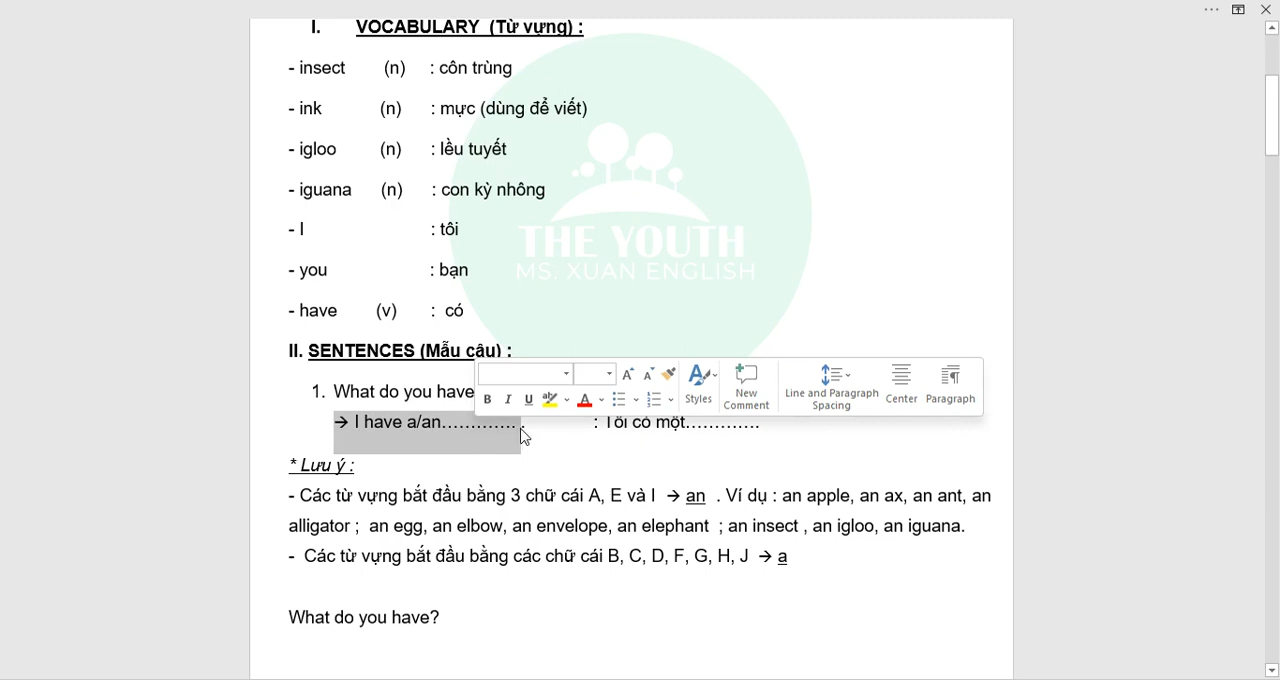 I. VOCABULARY (Từ vựng) :
- insect (n) : côn trùng
- ink (n) : mực (dùng để viết)
- igloo (n) : lều tuyết
- iguana (n) : con kỳ nhông
- I : tôi
THE YOUTH
MS. XUAN ENGLISH
- you : bạn
- have (v) : có
II. SENTENCES (Mẫu câu) :
1. What do you have
Styles
New Comment
Line and Paragraph Spacing
Center
Paragraph
B I U
→ I have a/an…………. : Tôi có một………….
* Lưu ý :
- Các từ vựng bắt đầu bằng 3 chữ cái A, E và I → an . Ví dụ : an apple, an ax, an ant, an
alligator ; an egg, an elbow, an envelope, an elephant ; an insect , an igloo, an iguana.
- Các từ vựng bắt đầu bằng các chữ cái B, C, D, F, G, H, J → a
What do you have?